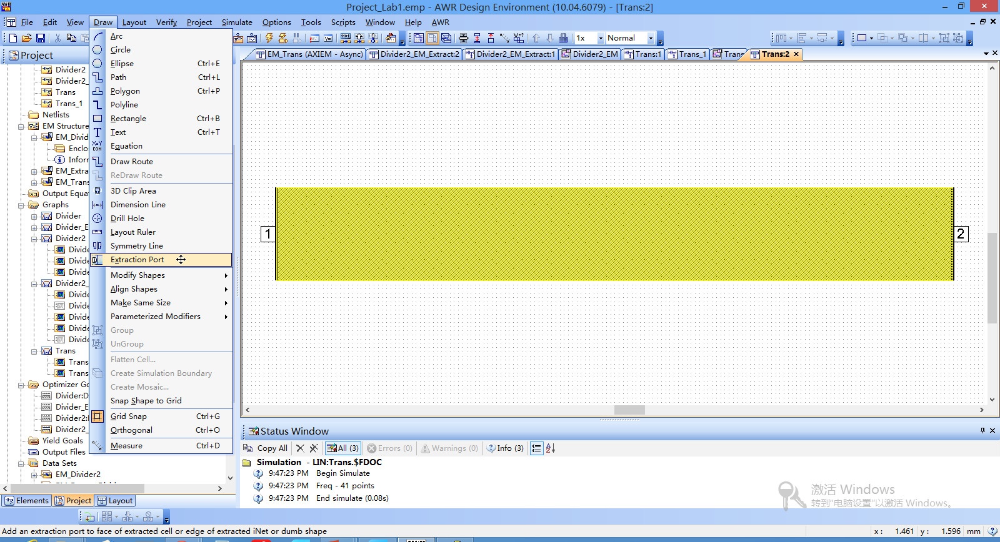 Project_Lab1.emp - AWR Design Environment (10.04.6079) - [Trans:2]
File Edit View Draw Layout Verify Project Simulate Options Tools Scripts Window Help AWR
1x Normal
Project
EM_Trans (AXIEM - Async) Divider2_EM_Extract:2 Divider2_EM_Extract:1 Divider2_EM Trans:1 Trans_1 Trans Trans:2
Divider2
Divider2_
Trans
Trans_1
Netlists
EM Structure
EM_Divid
Enclo
Inforr
EM_Extra
EM_Trans
Output Equa
Graphs
Divider
Divider_E
Divider2
Divide
Divide
Divide
Divider2_
Divide
Divide
Divide
Divide
Divide
Trans
Trans
Trans
Optimizer Go
Divider:D
Divider_E
Divider2:
Divider2_
Yield Goals
Output Files
Data Sets
EM_Divider2
Arc
Circle
Ellipse Ctrl+E
Path Ctrl+L
Polygon Ctrl+P
Polyline
Rectangle Ctrl+B
Text Ctrl+T
Equation
Draw Route
ReDraw Route
3D Clip Area
Dimension Line
Drill Hole
Layout Ruler
Symmetry Line
Extraction Port
Modify Shapes
Align Shapes
Make Same Size
Parameterized Modifiers
Group
UnGroup
Flatten Cell...
Create Simulation Boundary
Create Mosaic...
Snap Shape to Grid
Grid Snap Ctrl+G
Orthogonal Ctrl+O
Measure Ctrl+D
1
2
Status Window
Copy All All (3) Errors (0) Warnings (0) Info (3)
Simulation - LIN:Trans.$FDOC
9:47:23 PM Begin Simulate
9:47:23 PM Freq - 41 points
9:47:23 PM End simulate (0.08s)
激活 Windows
转到"电脑设置"以激活 Windows。
Elements Project Layout
Add an extraction port to face of extracted cell or edge of extracted iNet or dumb shape
x: 1.461 y: 1.596 mm